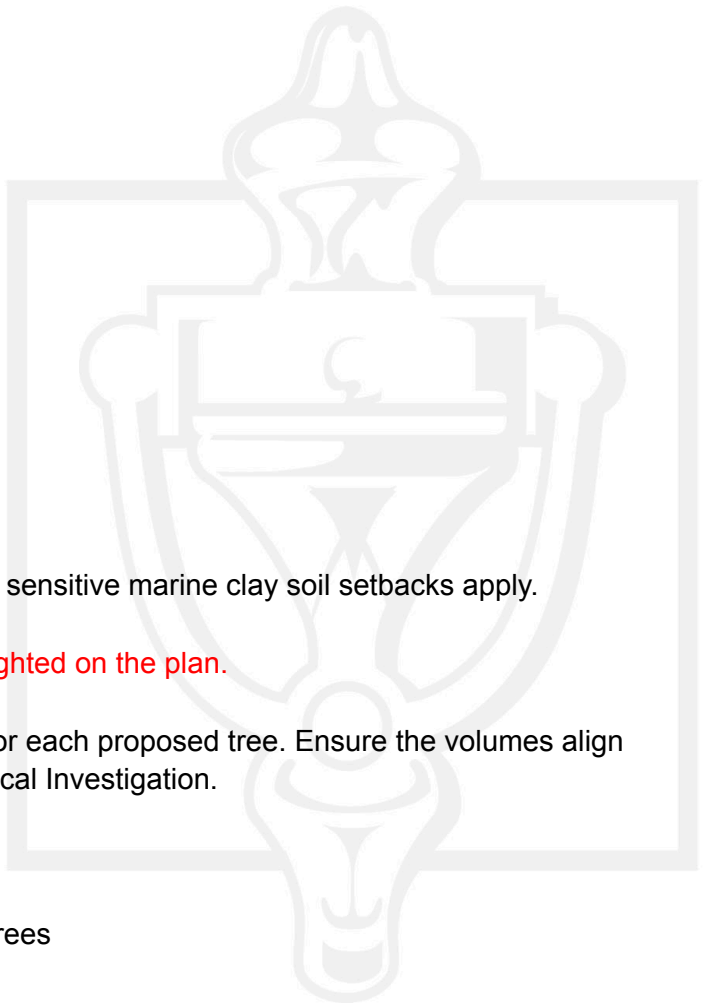 sensitive marine clay soil setbacks apply.
ghted on the plan.
or each proposed tree. Ensure the volumes align
cal Investigation.
rees